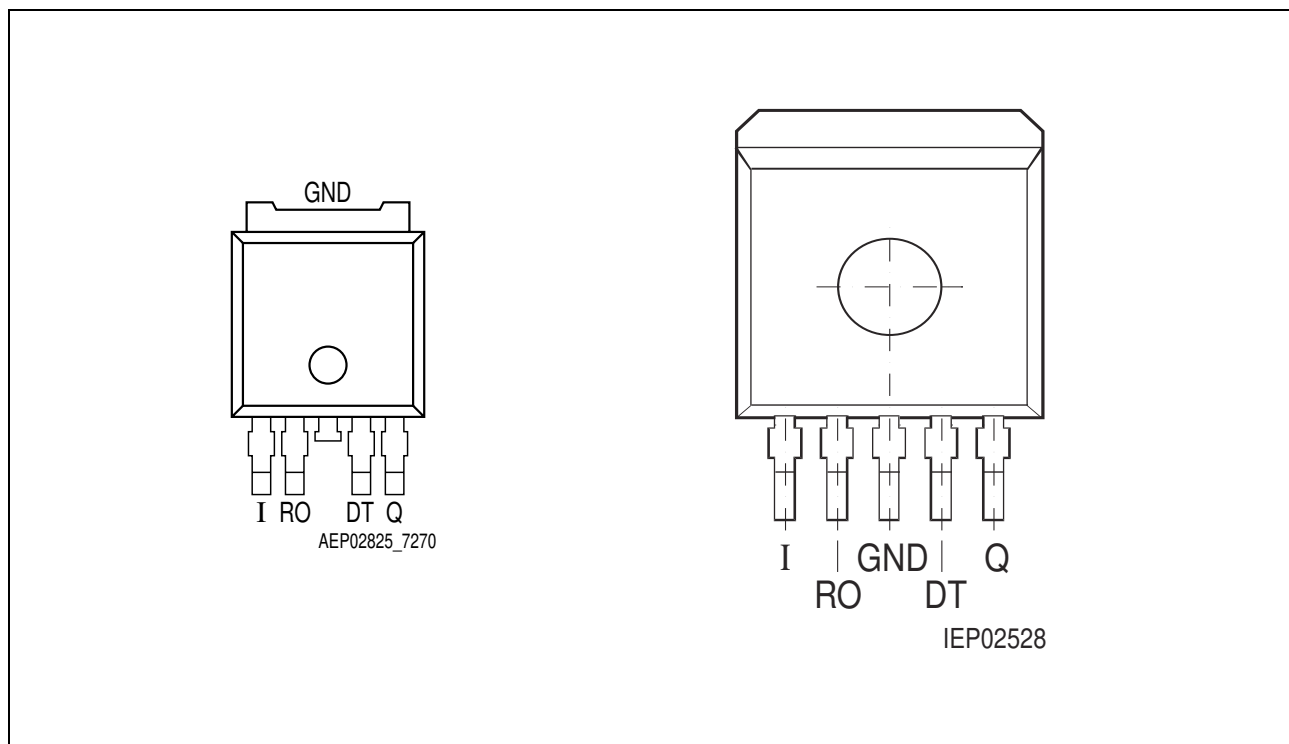 GND
I RO DT Q
AEP02825_7270
I GND Q
RO DT
IEP02528